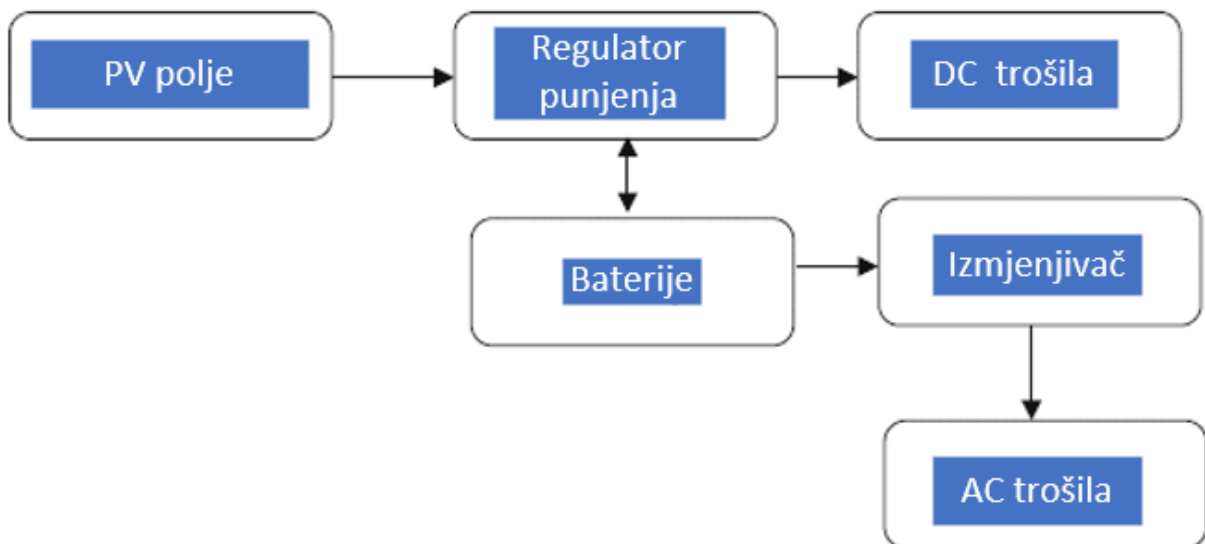 PV polje
Regulator
punjenja
DC trošila
Baterije
Izmjenjivač
AC trošila